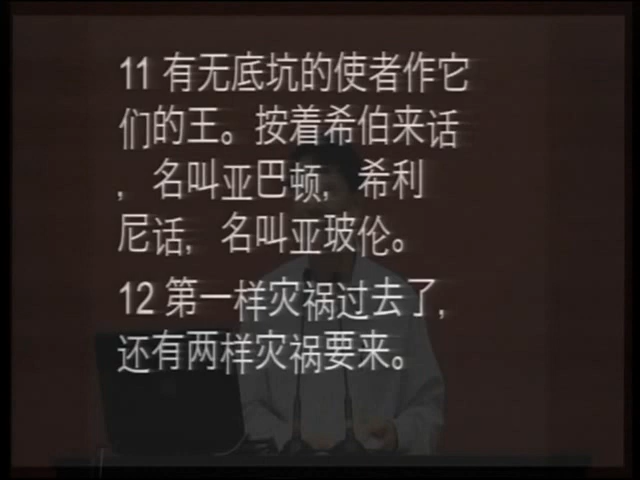 11 有无底坑的使者作它
们的王。按着希伯来话
，名叫亚巴顿，希利
尼话，名叫亚玻伦。
12 第一样灾祸过去了，
还有两样灾祸要来。